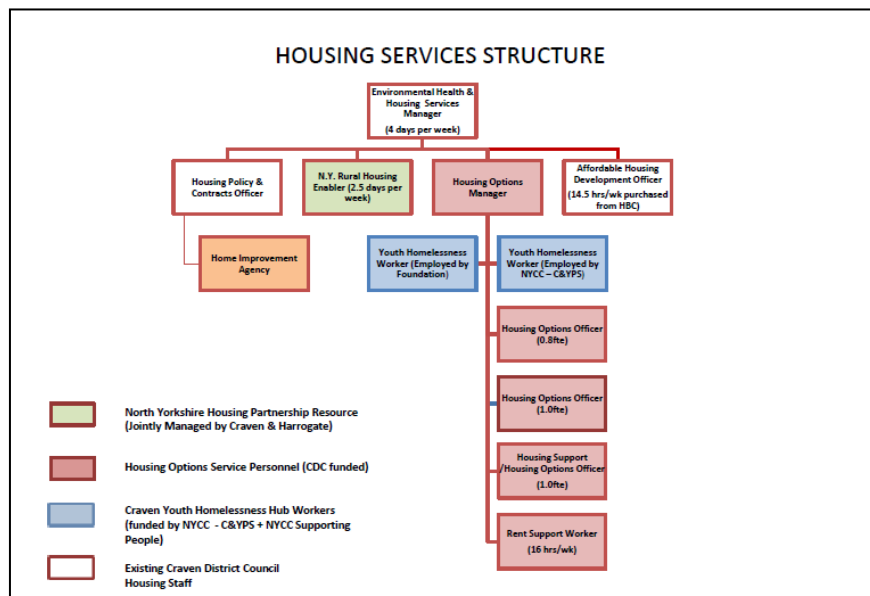 HOUSING SERVICES STRUCTURE
Environmental Health &
Housing Services
Manager
(4 days per week)
Housing Policy &
Contracts Officer
N.Y. Rural Housing
Enabler (2.5 days per
week)
Housing Options
Manager
Affordable Housing
Development Officer
(14.5 hrs/wk purchased
from HBC)
Home Improvement
Agency
Youth Homelessness
Worker (Employed by
Foundation)
Youth Homelessness
Worker (Employed by
NYCC – C&YPS)
Housing Options Officer
(0.8fte)
Housing Options Officer
(1.0fte)
Housing Support
/Housing Options Officer
(1.0fte)
Rent Support Worker
(16 hrs/wk)
North Yorkshire Housing Partnership Resource
(Jointly Managed by Craven & Harrogate)
Housing Options Service Personnel (CDC funded)
Craven Youth Homelessness Hub Workers
(funded by NYCC - C&YPS + NYCC Supporting
People)
Existing Craven District Council
Housing Staff